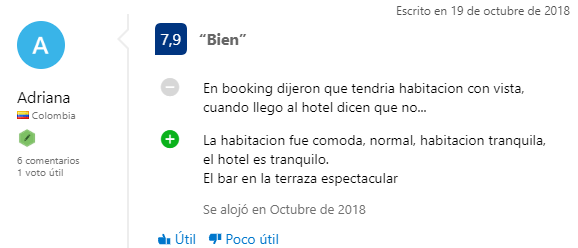 Escrito en 19 de octubre de 2018
A
7,9 “Bien”
Adriana
Colombia
6 comentarios
1 voto útil
En booking dijeron que tendria habitacion con vista,
cuando llego al hotel dicen que no...
La habitacion fue comoda, normal, habitacion tranquila,
el hotel es tranquilo.
El bar en la terraza espectacular
Se alojó en Octubre de 2018
Útil Poco útil